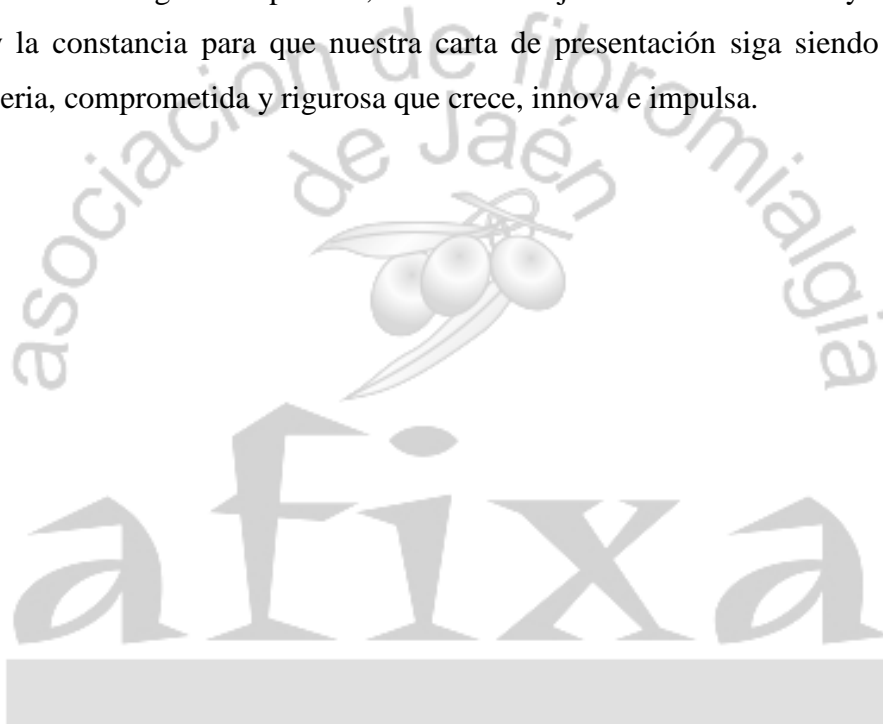 la constancia para que nuestra carta de presentación siga siendo
comprometida y rigurosa que crece, innova e impulsa.
asociación de fibromialgia
de Jaén
afixa